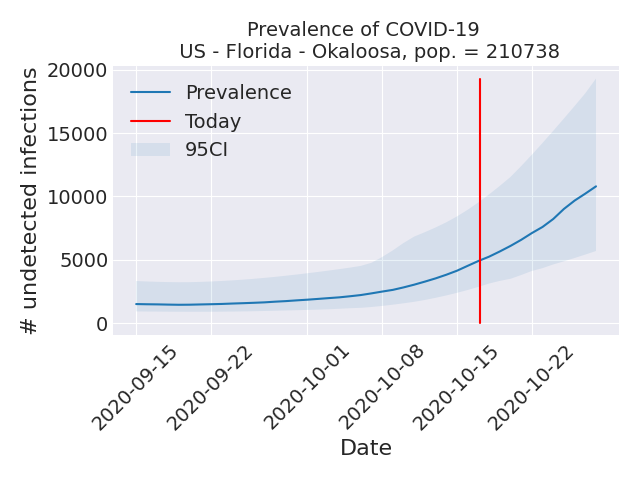 Prevalence of COVID-19
US - Florida - Okaloosa, pop. = 210738
# undetected infections
20000
15000
10000
5000
0
Prevalence
Today
95CI
2020-09-15
2020-09-22
2020-10-01
2020-10-08
2020-10-15
2020-10-22
Date